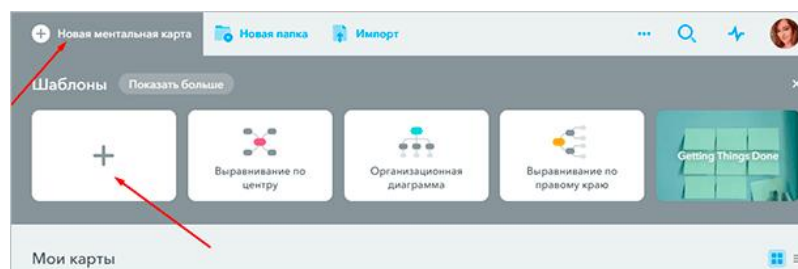 Новая ментальная карта Новая папка Импорт
Шаблоны Показать больше
Getting Things Done
Выравнивание по центру
Организационная диаграмма
Выравнивание по правому краю
Мои карты